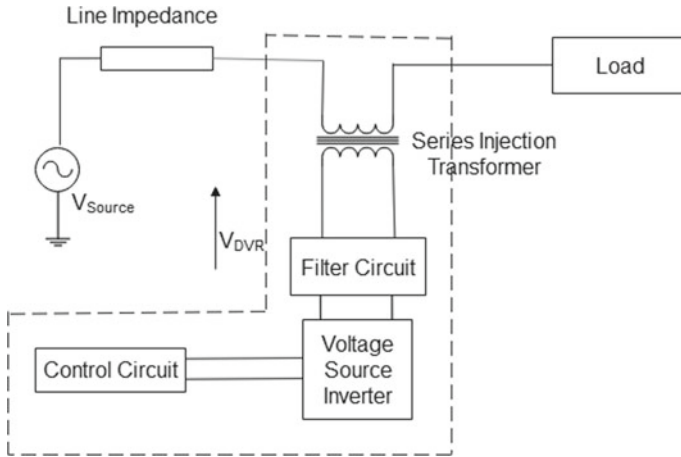 Line Impedance
Load
Series Injection
Transformer
VSource
VDVR
Filter Circuit
Voltage
Source
Inverter
Control Circuit